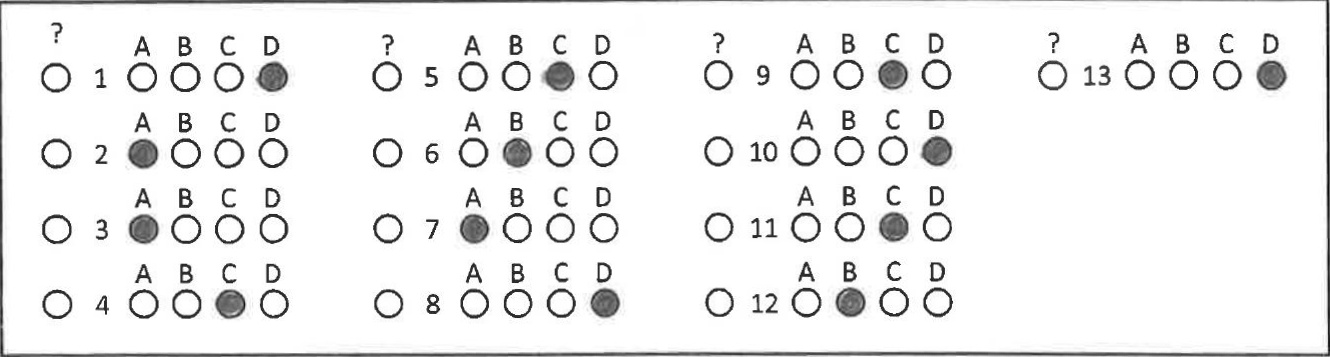 ? A B C D ? A B C D ? A B C D ? A B C D
1 5 9 13
A B C D A B C D A B C D
2 6 10
A B C D A B C D A B C D
3 7 11
A B C D A B C D A B C D
4 8 12